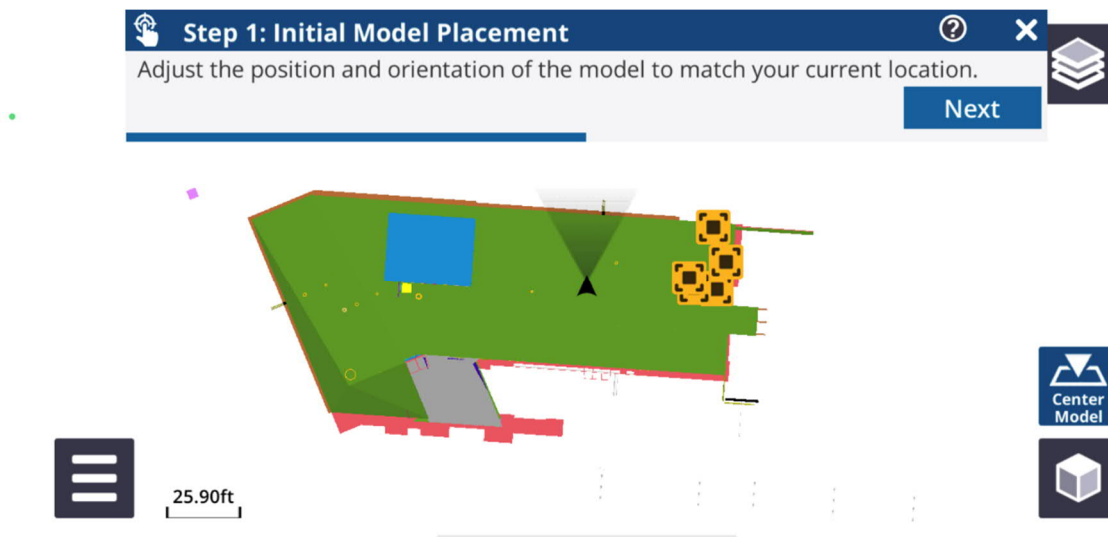 Step 1: Initial Model Placement
Adjust the position and orientation of the model to match your current location.
Next
Center
Model
25.90ft